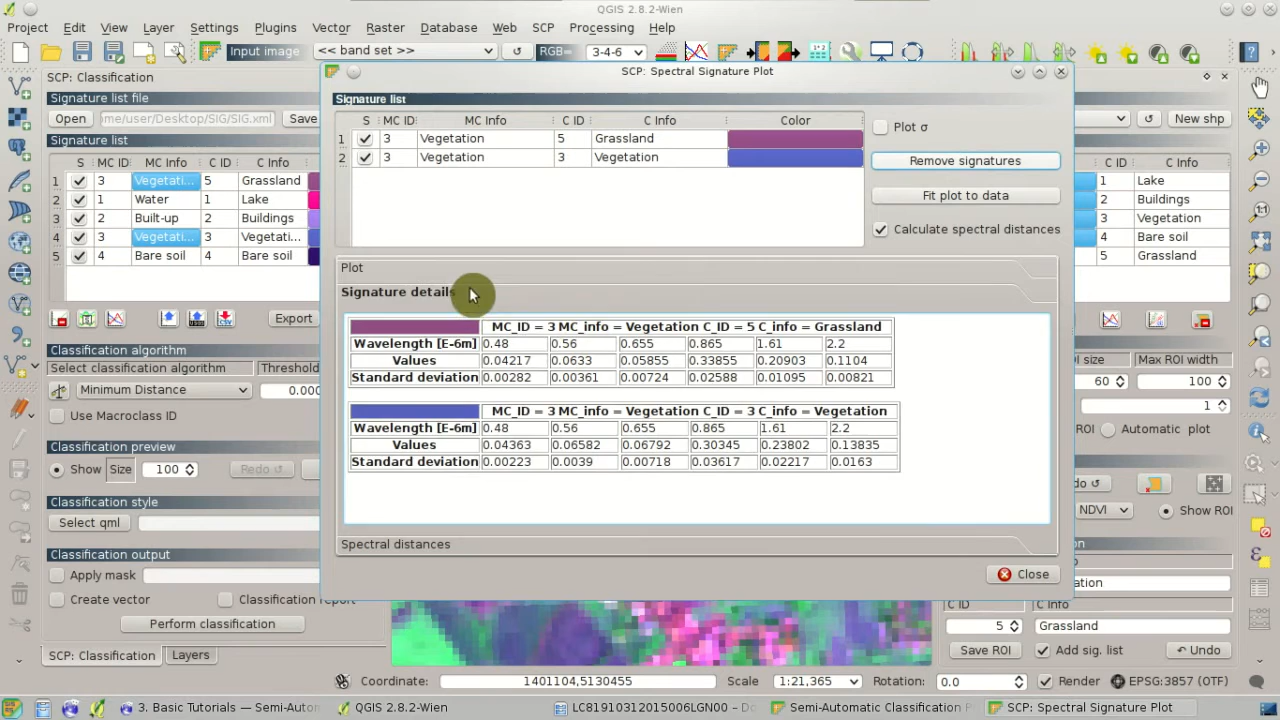 QGIS 2.8.2-Wien
Project Edit View Layer Settings Plugins Vector Raster Database Web SCP Processing Help
Input image << band set >> RGB= 3-4-6
SCP: Classification
SCP: Spectral Signature Plot
Signature list file
Open me/user/Desktop/SIG/SIG.xml Save
New shp
Signature list
S MC ID MC Info C ID C Info
1 3 Vegetati... 5 Grassland
2 1 Water 1 Lake
3 2 Built-up 2 Buildings
4 3 Vegetati... 3 Vegetati...
5 4 Bare soil 4 Bare soil
Export
Signature list
S MC ID MC Info C ID C Info Color
1 3 Vegetation 5 Grassland
2 3 Vegetation 3 Vegetation
Plot σ
Remove signatures
Fit plot to data
Calculate spectral distances
Plot
Signature details
MC_ID = 3 MC_info = Vegetation C_ID = 5 C_info = Grassland
Wavelength [E-6m] 0.48 0.56 0.655 0.865 1.61 2.2
Values 0.04217 0.0633 0.05855 0.33855 0.20903 0.1104
Standard deviation 0.00282 0.00361 0.00724 0.02588 0.01095 0.00821
MC_ID = 3 MC_info = Vegetation C_ID = 3 C_info = Vegetation
Wavelength [E-6m] 0.48 0.56 0.655 0.865 1.61 2.2
Values 0.04363 0.06582 0.06792 0.30345 0.23802 0.13835
Standard deviation 0.00223 0.0039 0.00718 0.03617 0.02217 0.0163
Spectral distances
Close
C ID C Info
1 Lake
2 Buildings
3 Vegetation
4 Bare soil
5 Grassland
Classification algorithm
Select classification algorithm Threshold
Minimum Distance 0.000
Use Macroclass ID
Classification preview
Show Size 100 Redo ↺
Classification style
Select qml
Classification output
Apply mask
Create vector Classification report
Perform classification
SCP: Classification Layers
OI size Max ROI width
60 100
1
ROI Automatic plot
do ↺
NDVI Show ROI
C ID C Info
5 Grassland
Save ROI Add sig. list Undo
Coordinate: 1401104,5130455 Scale 1:21,365 Rotation: 0.0 Render EPSG:3857 (OTF)
3. Basic Tutorials — Semi-Auto QGIS 2.8.2-Wien LC81910312015006LGN00 – Do Semi-Automatic Classification P SCP: Spectral Signature Plot